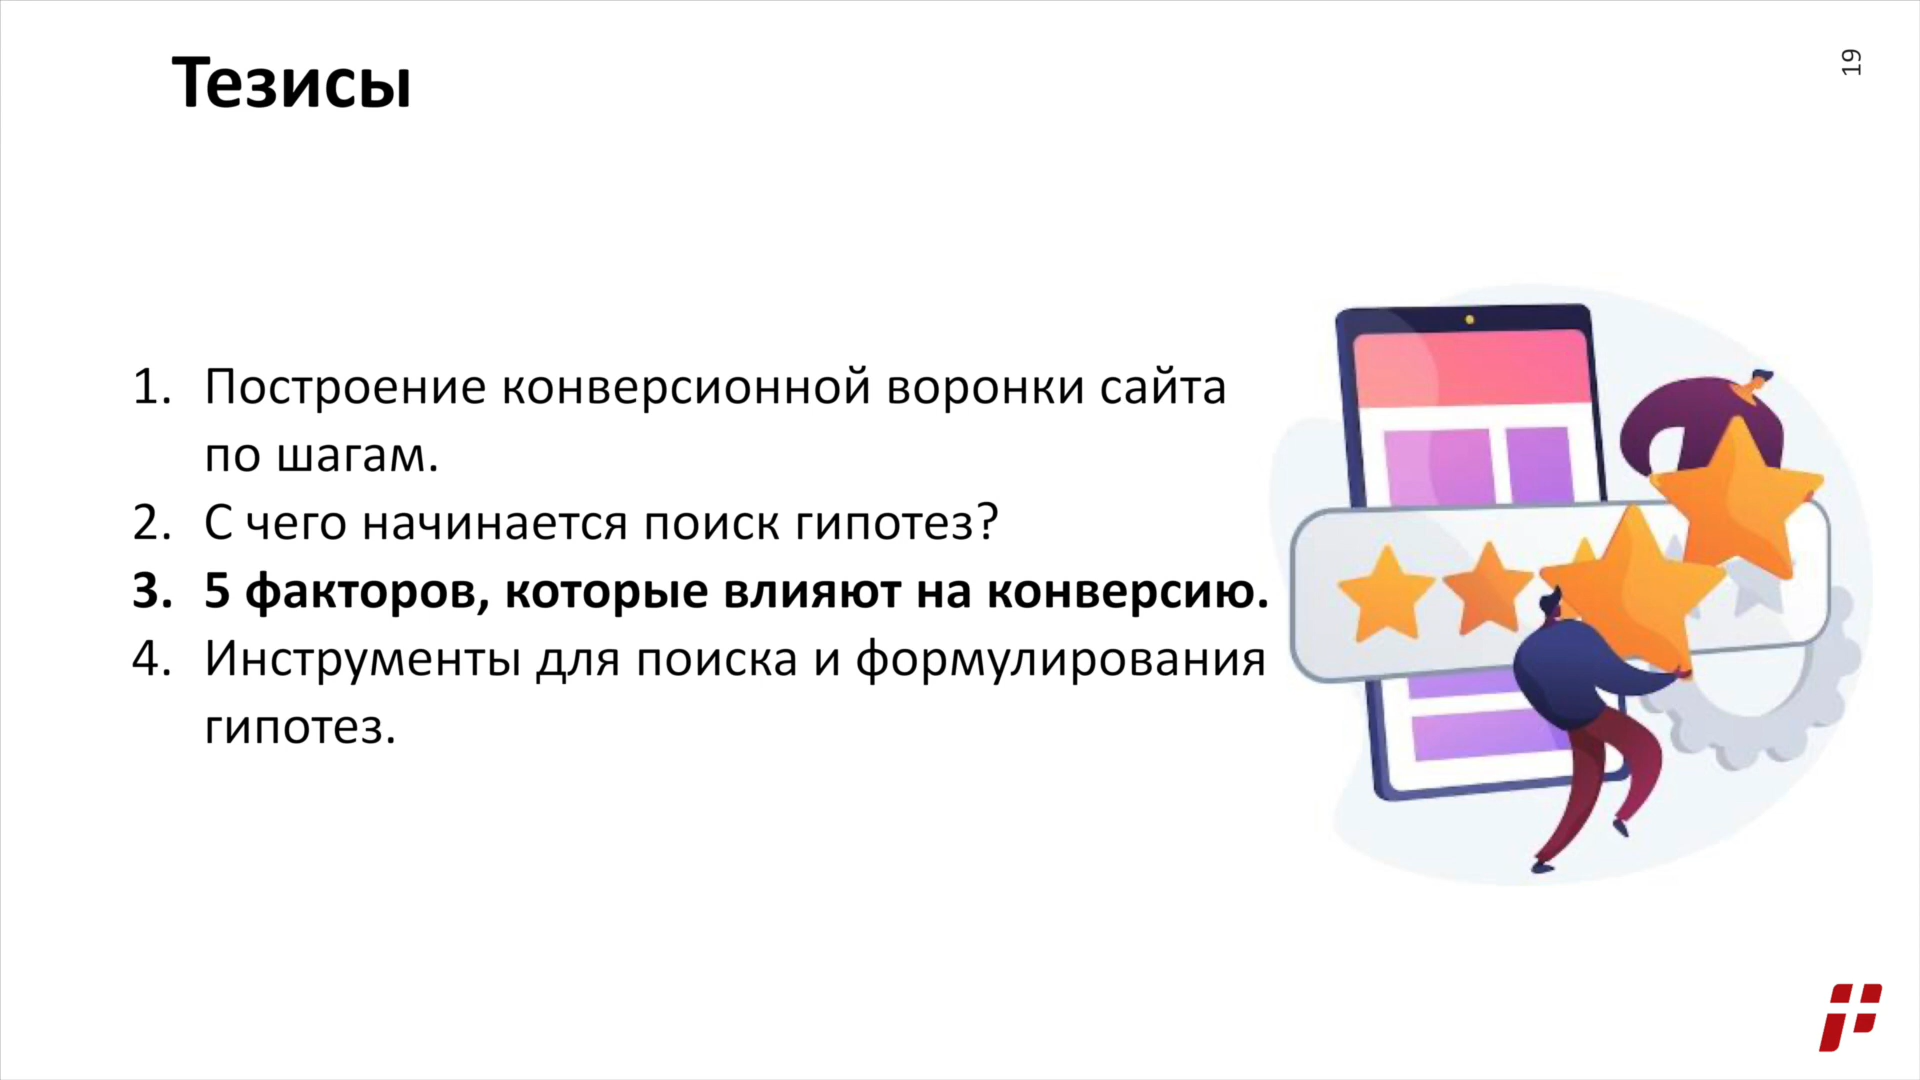 Тезисы
19
1. Построение конверсионной воронки сайта
по шагам.
2. С чего начинается поиск гипотез?
3. 5 факторов, которые влияют на конверсию.
4. Инструменты для поиска и формулирования
гипотез.